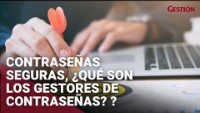 GESTIÓN
CONTRASEÑAS
SEGURAS, ¿QUÉ SON
LOS GESTORES DE
CONTRASEÑAS? ?